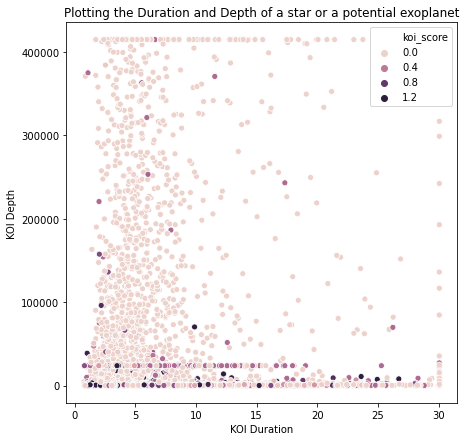 Plotting the Duration and Depth of a star or a potential exoplanet
koi_score
0.0
0.4
0.8
1.2
400000
300000
200000
100000
0
KOI Depth
0 5 10 15 20 25 30
KOI Duration